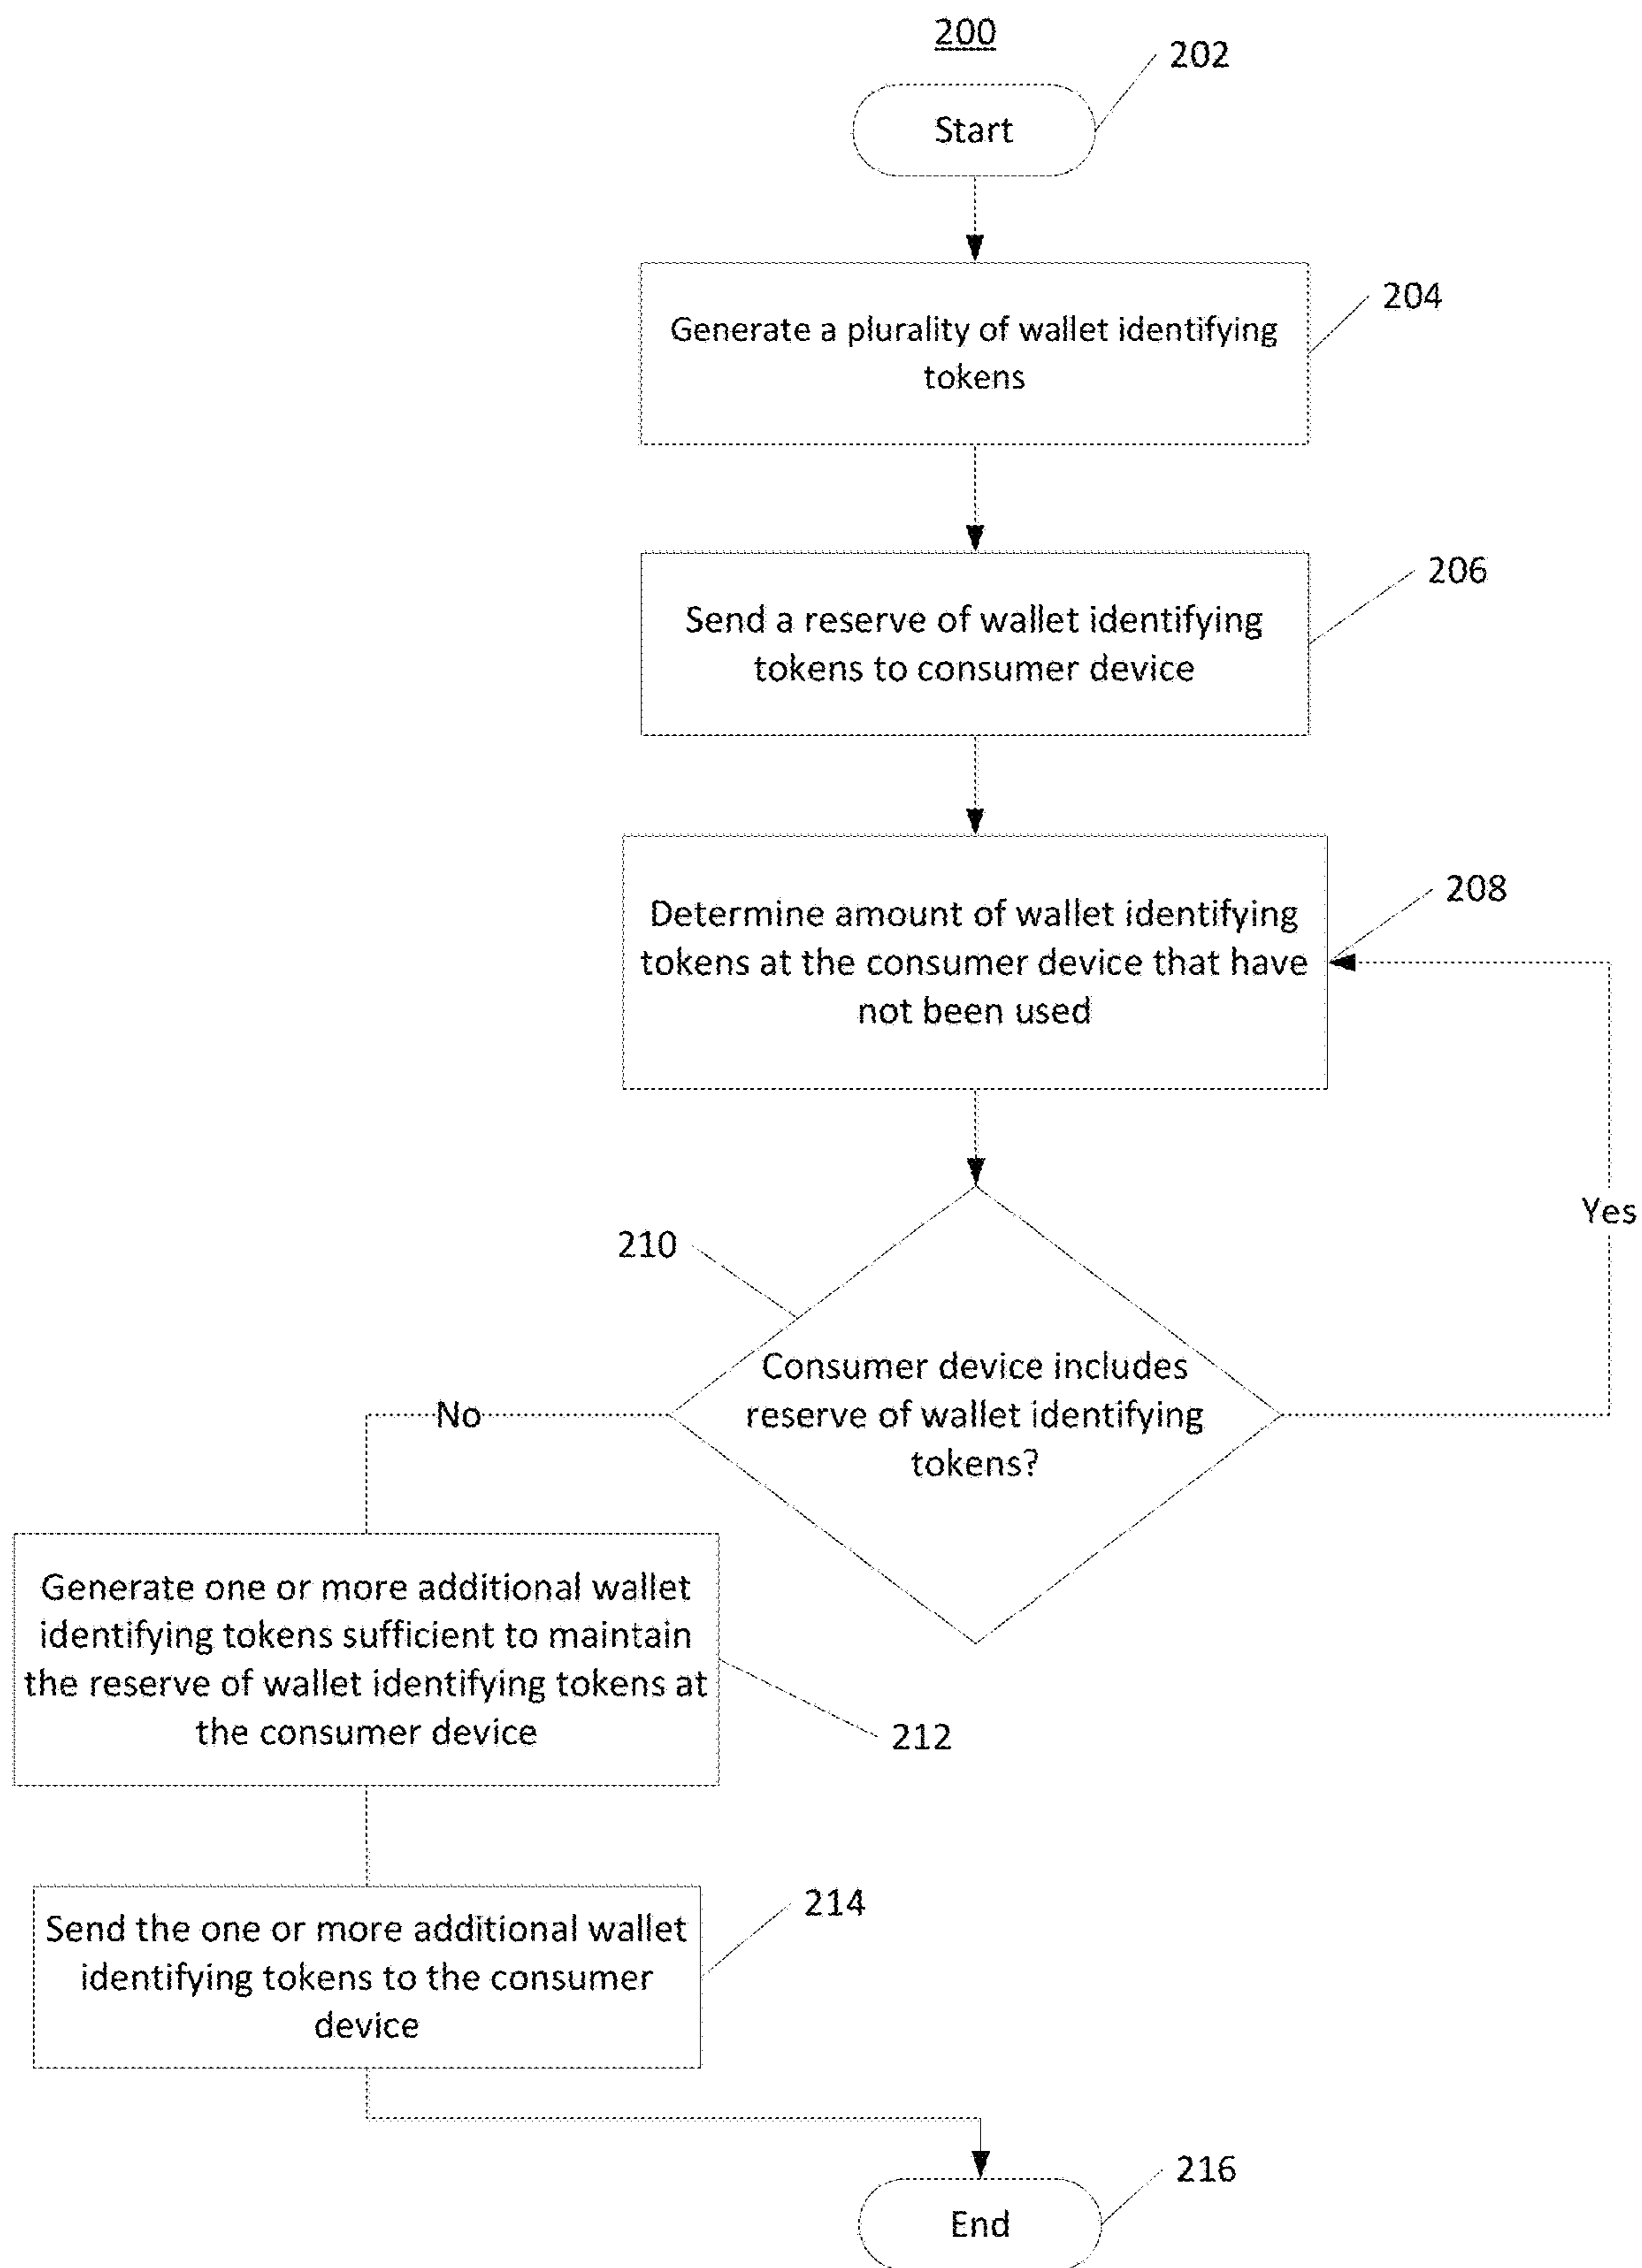 200
202
Start
204
Generate a plurality of wallet identifying
tokens
206
Send a reserve of wallet identifying
tokens to consumer device
208
Determine amount of wallet identifying
tokens at the consumer device that have
not been used
Yes
210
Consumer device includes
reserve of wallet identifying
tokens?
No
Generate one or more additional wallet
identifying tokens sufficient to maintain
the reserve of wallet identifying tokens at
the consumer device
212
214
Send the one or more additional wallet
identifying tokens to the consumer
device
216
End